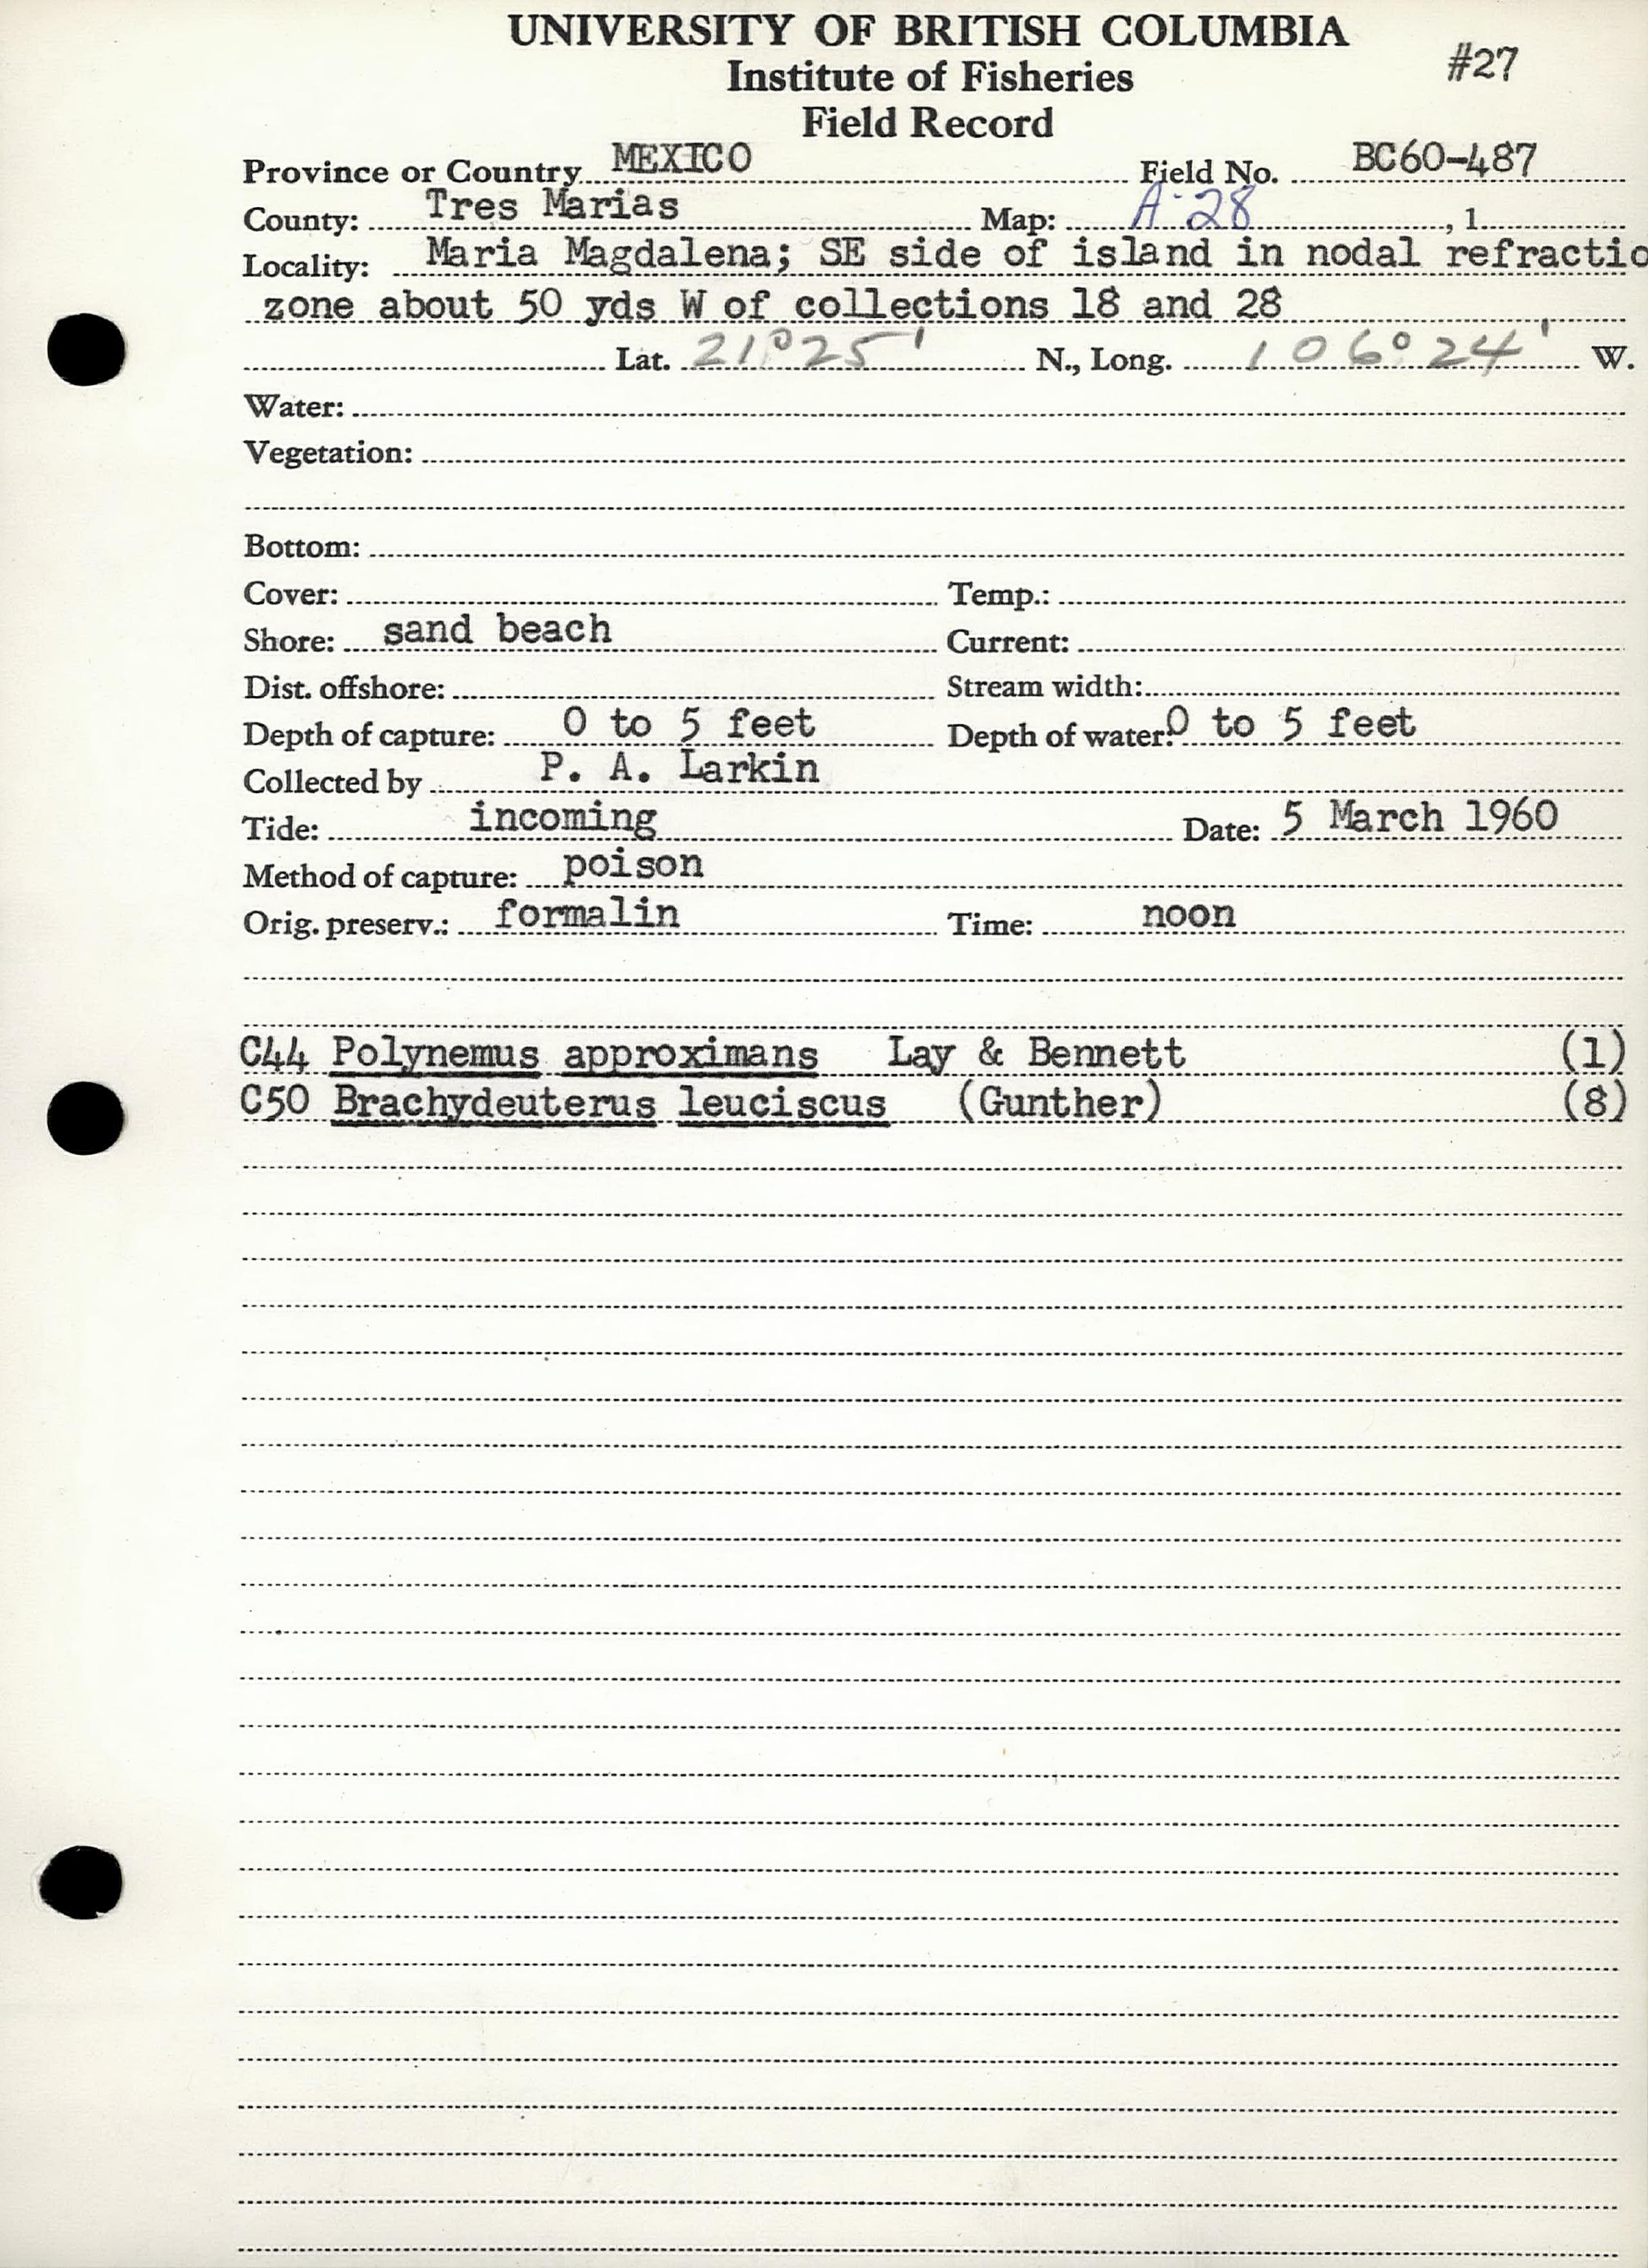 UNIVERSITY OF BRITISH COLUMBIA
#27
Institute of Fisheries
Field Record
Province or Country MEXICO Field No. BC60-487
County: Tres Marias Map: A-28 , 1
Locality: Maria Magdalena; SE side of island in nodal refractio
zone about 50 yds W of collections 18 and 28
Lat. 21°25' N., Long. 106°24' W.
Water:
Vegetation:
Bottom:
Cover: Temp.:
Shore: sand beach Current:
Dist. offshore: Stream width:
Depth of capture: 0 to 5 feet Depth of water: 0 to 5 feet
Collected by P. A. Larkin
Tide: incoming Date: 5 March 1960
Method of capture: poison
Orig. preserv.: formalin Time: noon
C44 Polynemus approximans Lay & Bennett (1)
C50 Brachydeuterus leuciscus (Gunther) (8)